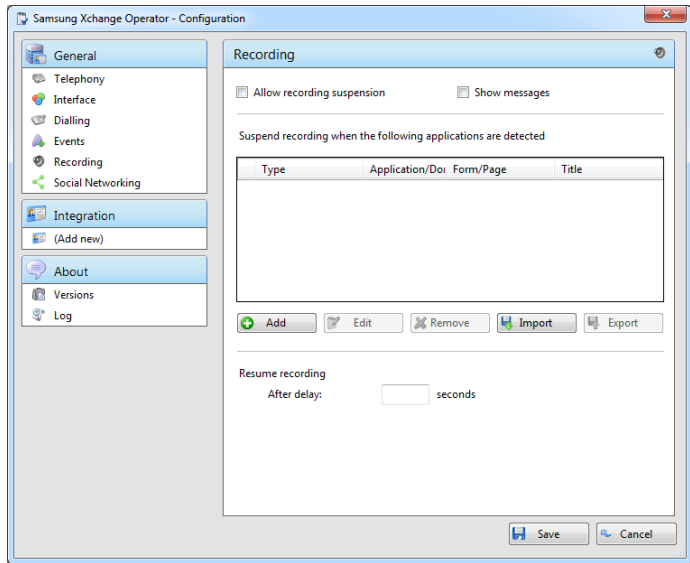 Samsung Xchange Operator - Configuration
General
Telephony
Interface
Dialling
Events
Recording
Social Networking
Integration
(Add new)
About
Versions
Log
Recording
Allow recording suspension
Show messages
Suspend recording when the following applications are detected
Type Application/Doı Form/Page Title
Add Edit Remove Import Export
Resume recording
After delay: seconds
Save Cancel